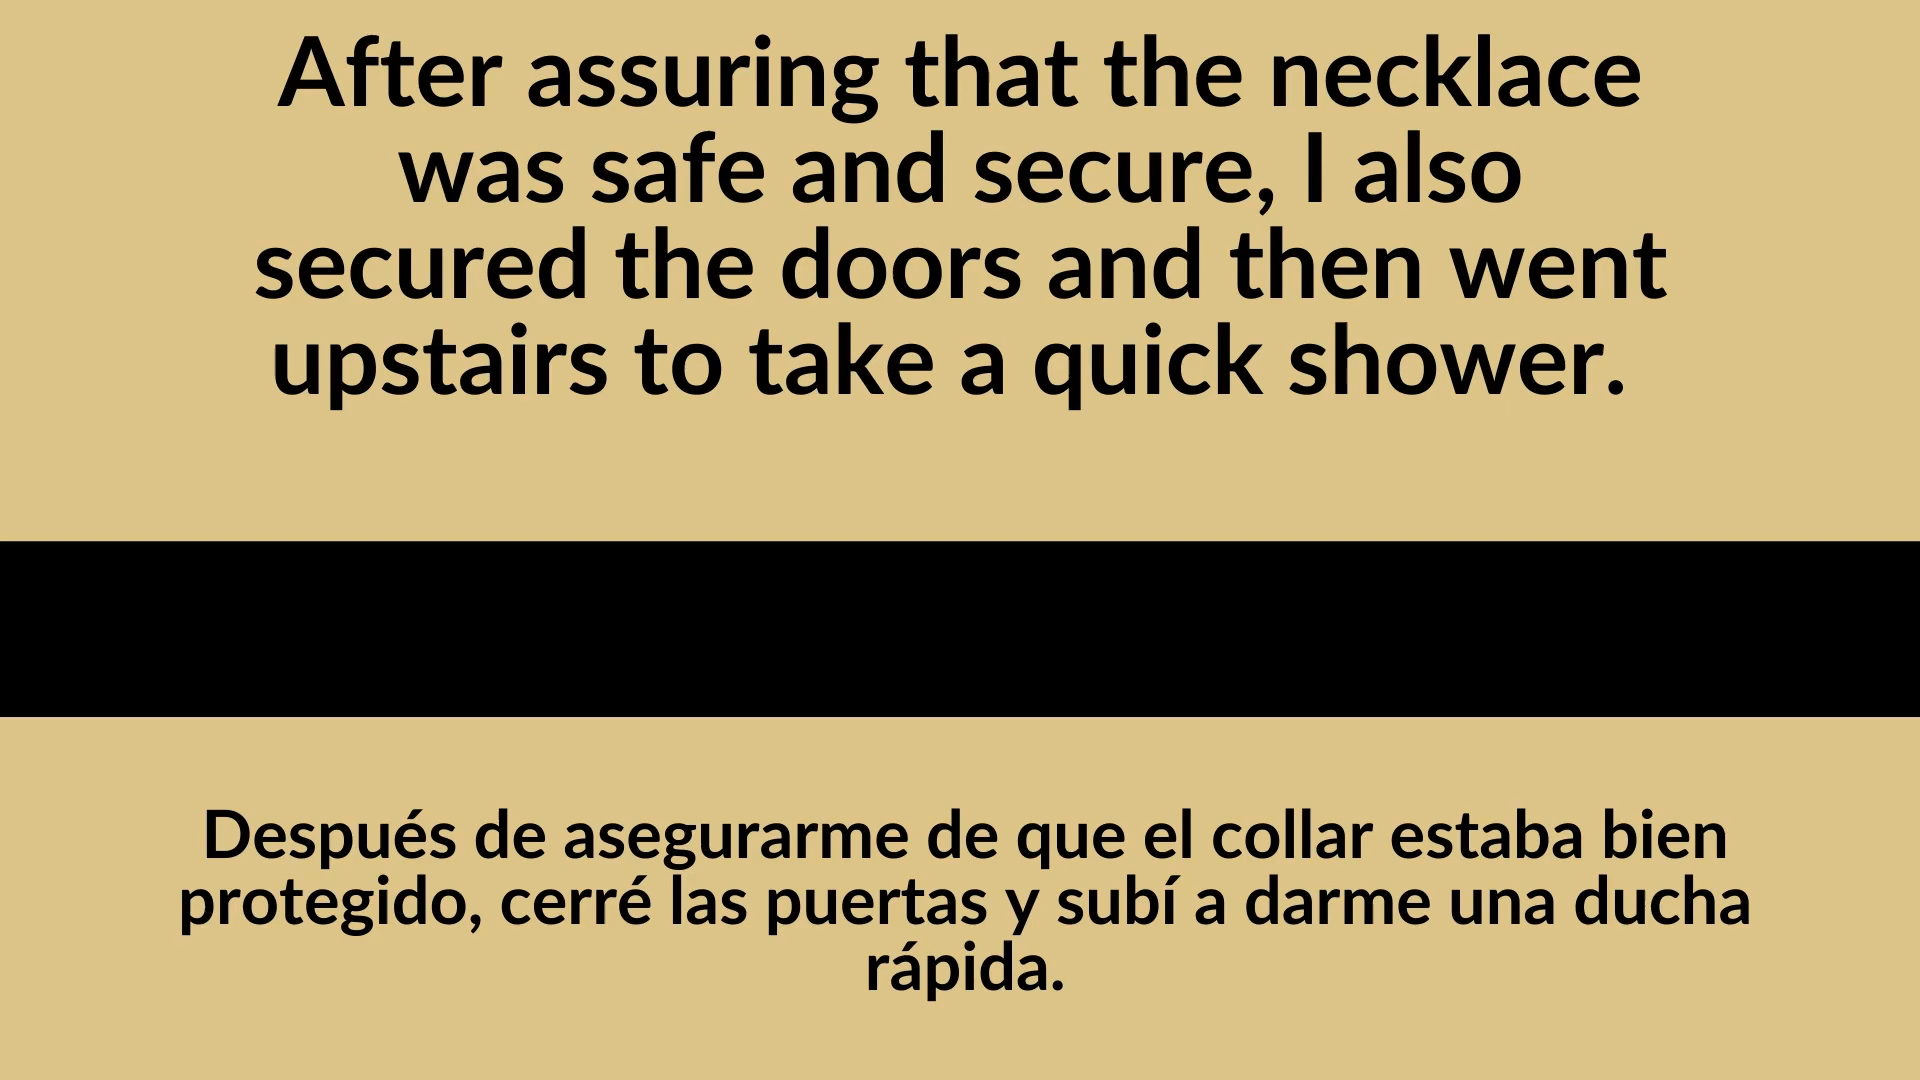 After assuring that the necklace
was safe and secure, I also
secured the doors and then went
upstairs to take a quick shower.
Después de asegurarme de que el collar estaba bien
protegido, cerré las puertas y subí a darme una ducha
rápida.